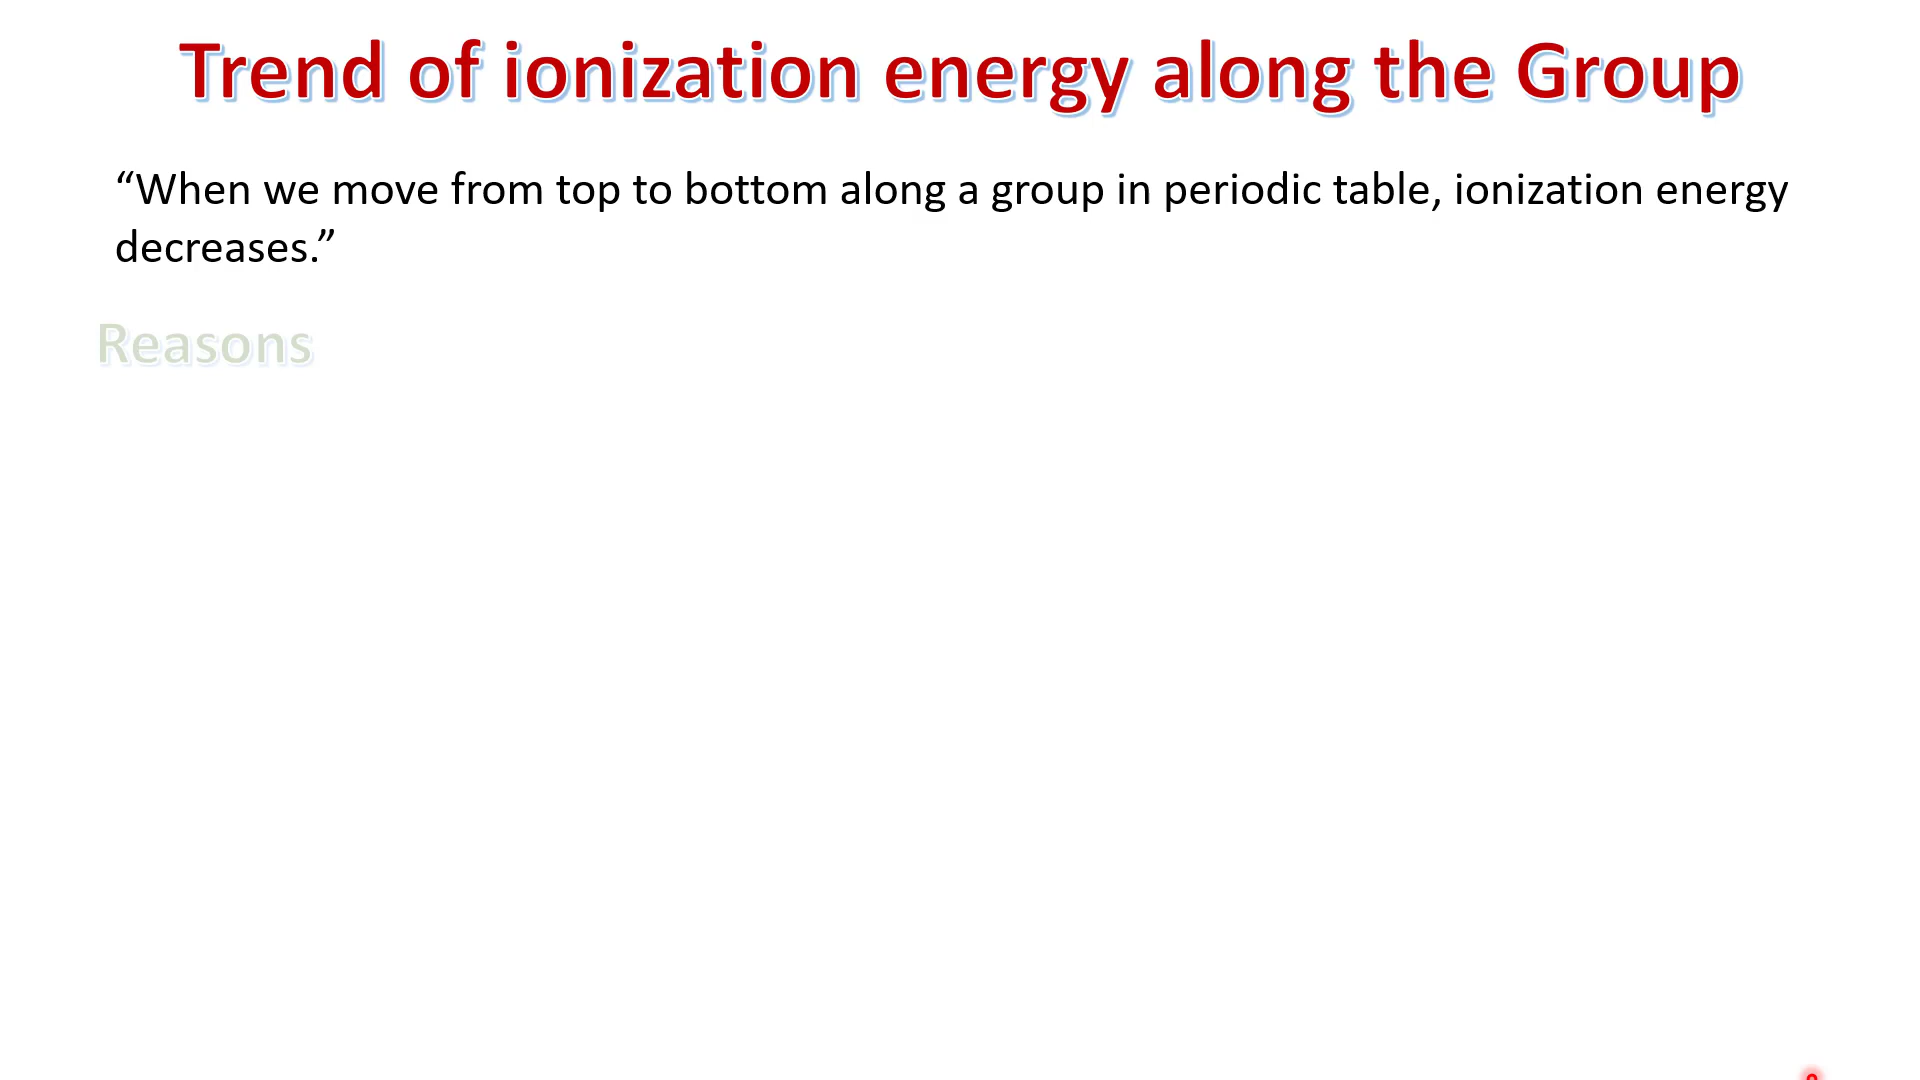 Trend of ionization energy along the Group
“When we move from top to bottom along a group in periodic table, ionization energy
decreases.”
Reasons